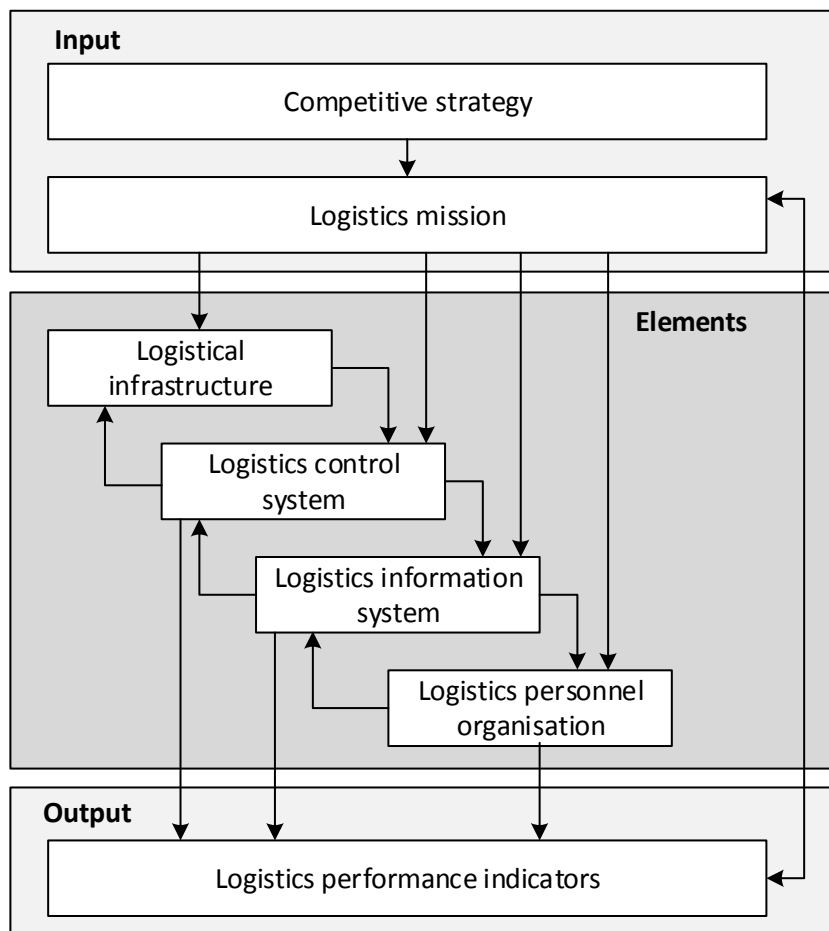 Input
Competitive strategy
Logistics mission
Elements
Logistical
infrastructure
Logistics control
system
Logistics information
system
Logistics personnel
organisation
Output
Logistics performance indicators